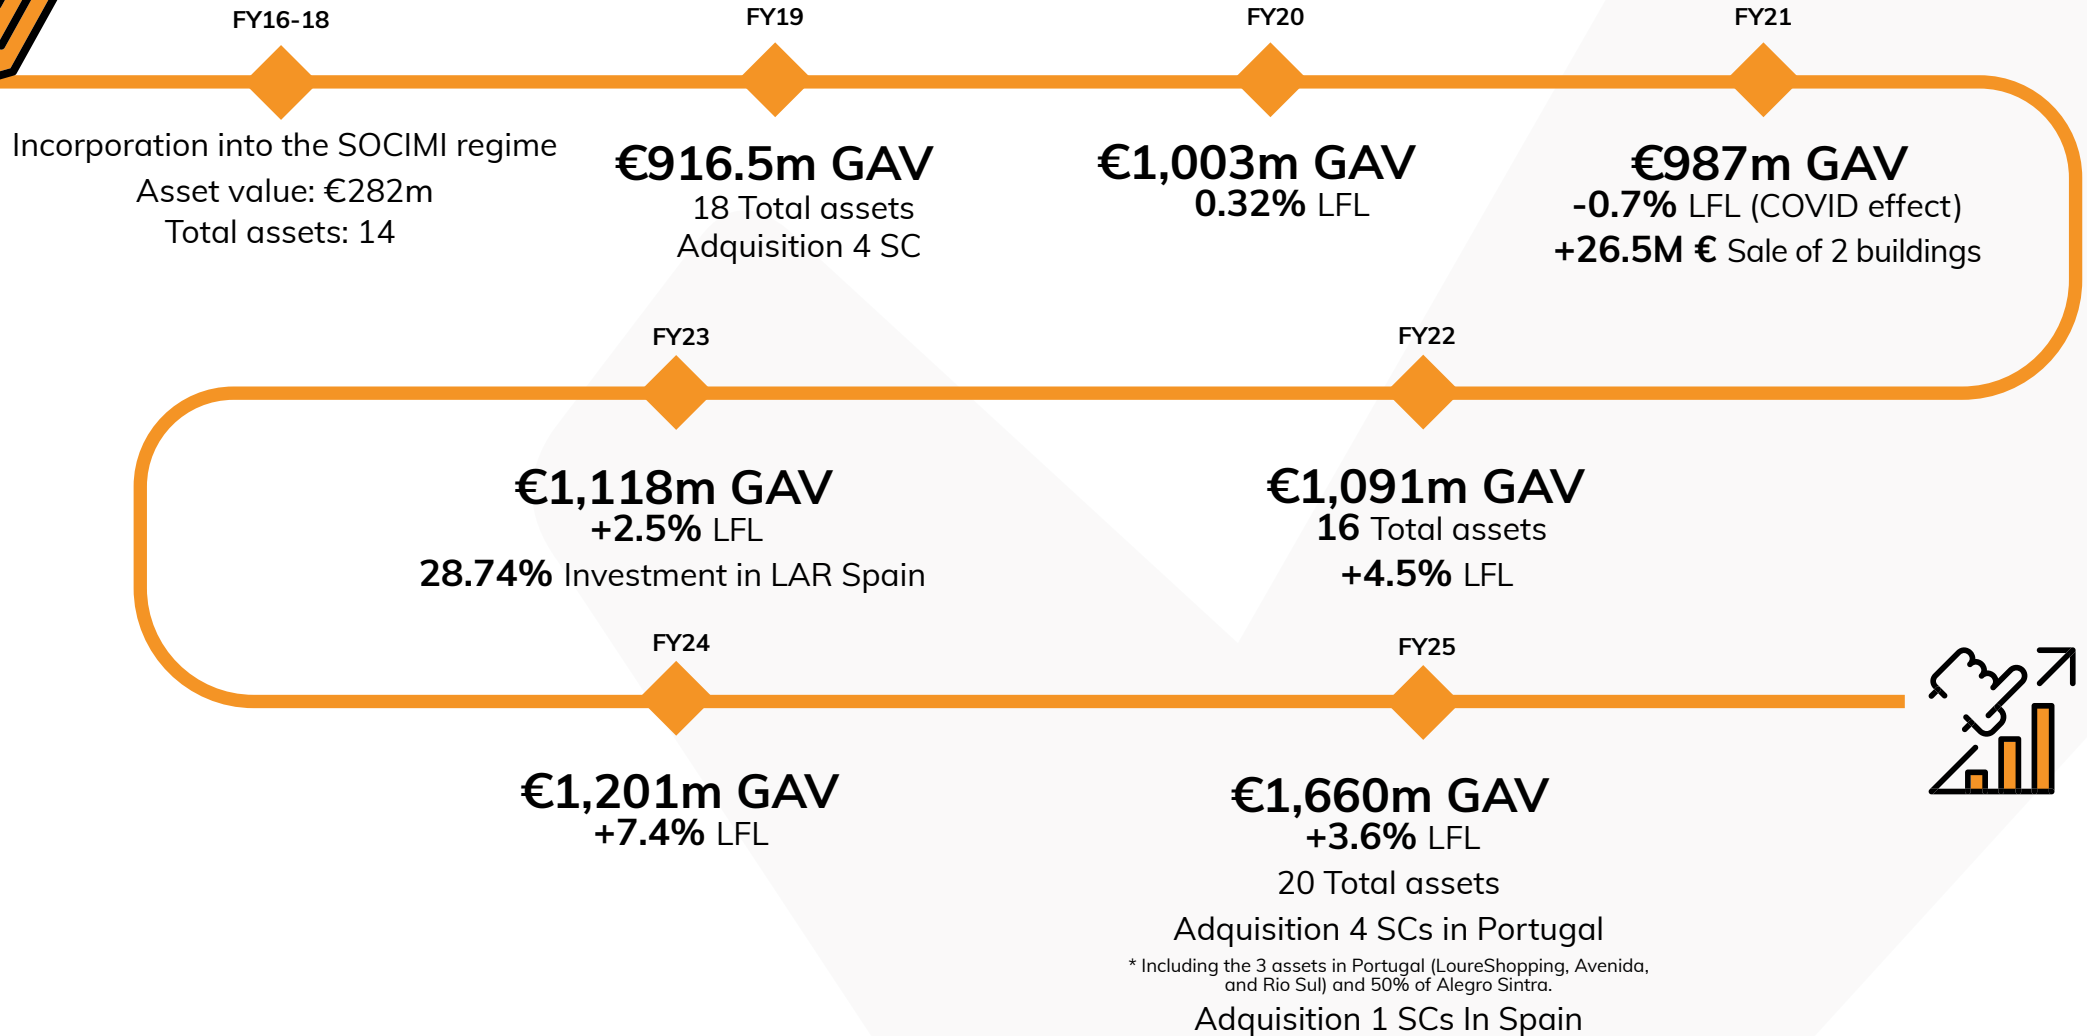 FY16-18
Incorporation into the SOCIMI regime
Asset value: €282m
Total assets: 14
FY19
€916.5m GAV
18 Total assets
Adquisition 4 SC
FY20
€1,003m GAV
0.32% LFL
FY21
€987m GAV
-0.7% LFL (COVID effect)
+26.5M € Sale of 2 buildings
FY22
€1,091m GAV
16 Total assets
+4.5% LFL
FY23
€1,118m GAV
+2.5% LFL
28.74% Investment in LAR Spain
FY24
€1,201m GAV
+7.4% LFL
FY25
€1,660m GAV
+3.6% LFL
20 Total assets
Adquisition 4 SCs in Portugal
* Including the 3 assets in Portugal (LoureShopping, Avenida,
and Rio Sul) and 50% of Alegro Sintra.
Adquisition 1 SCs In Spain